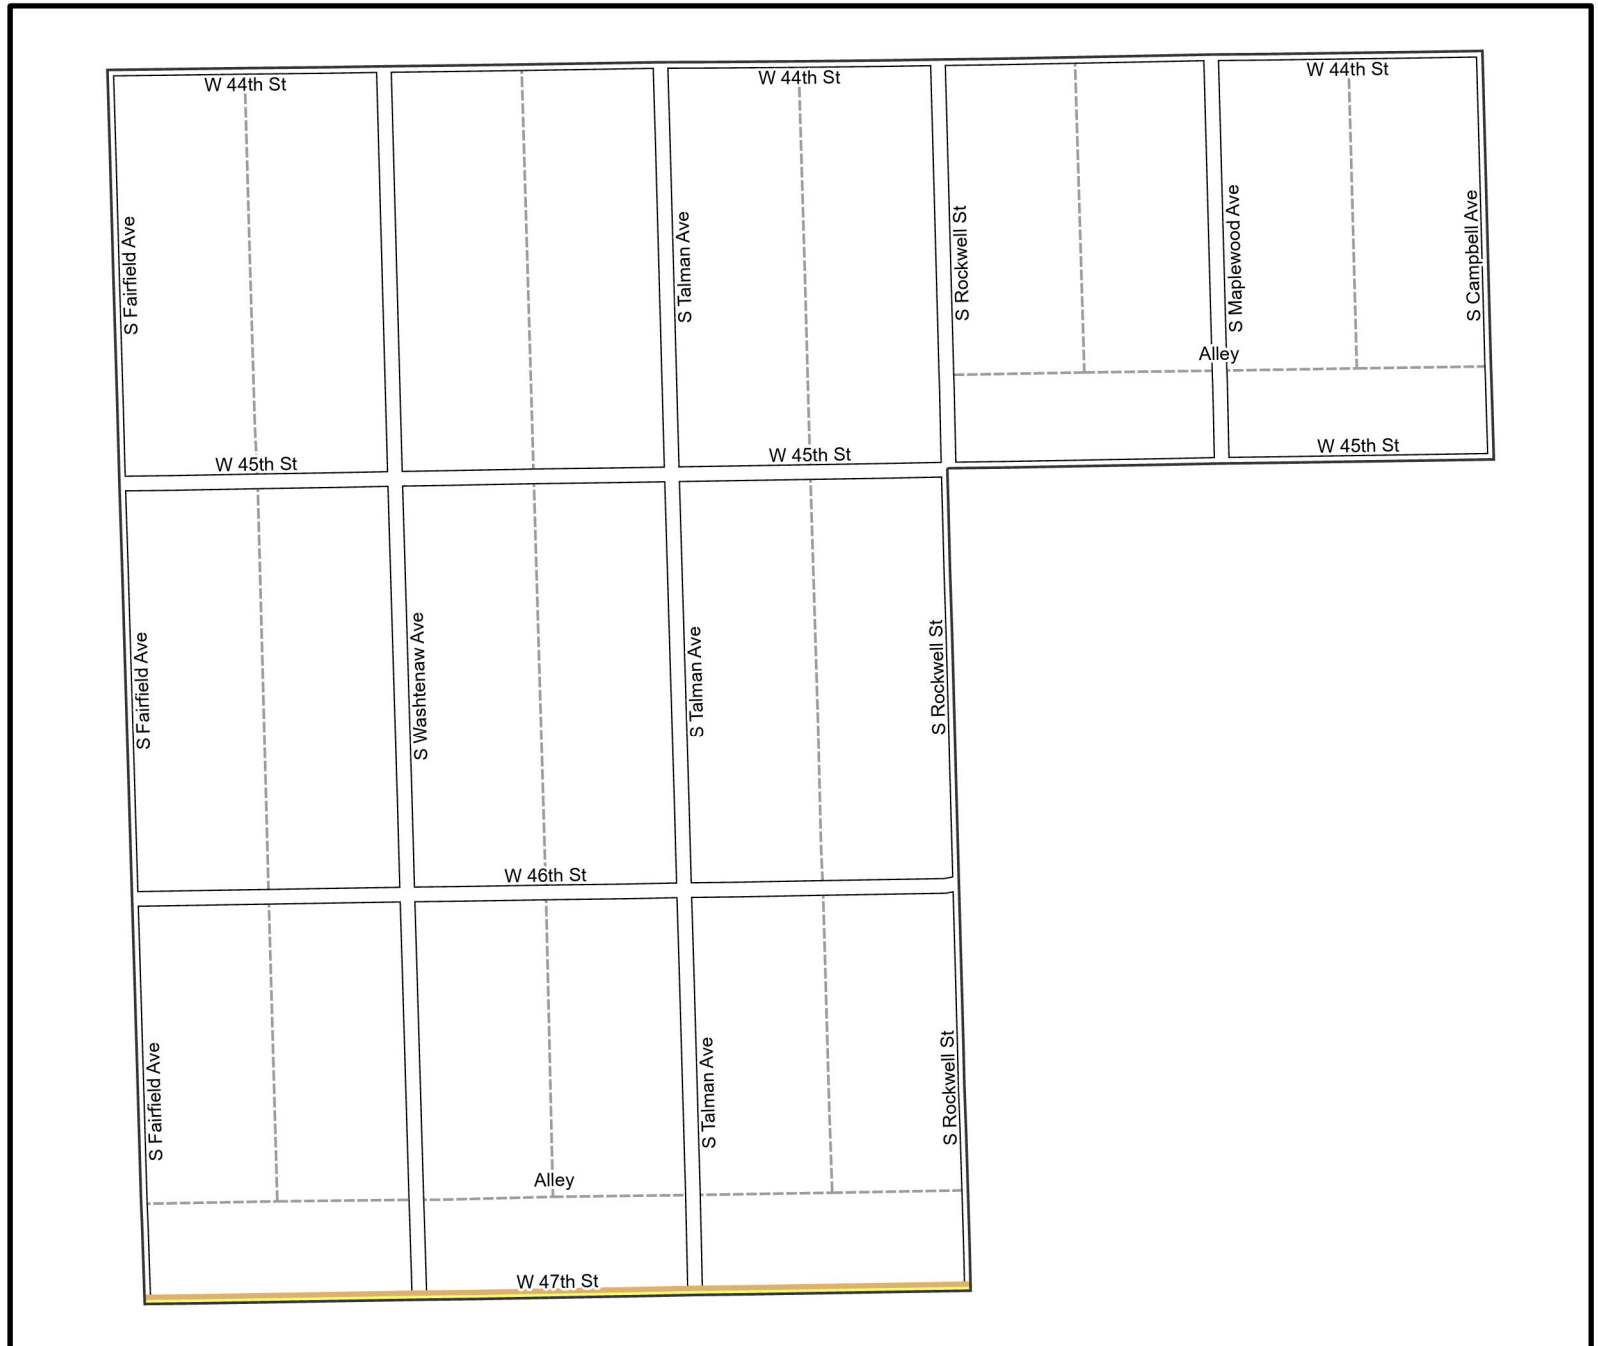 W 44th St
W 44th St
W 44th St
S Fairfield Ave
S Talman Ave
S Rockwell St
S Maplewood Ave
S Campbell Ave
Alley
W 45th St
W 45th St
W 45th St
S Fairfield Ave
S Washtenaw Ave
S Talman Ave
S Rockwell St
W 46th St
S Fairfield Ave
S Talman Ave
S Rockwell St
Alley
W 47th St